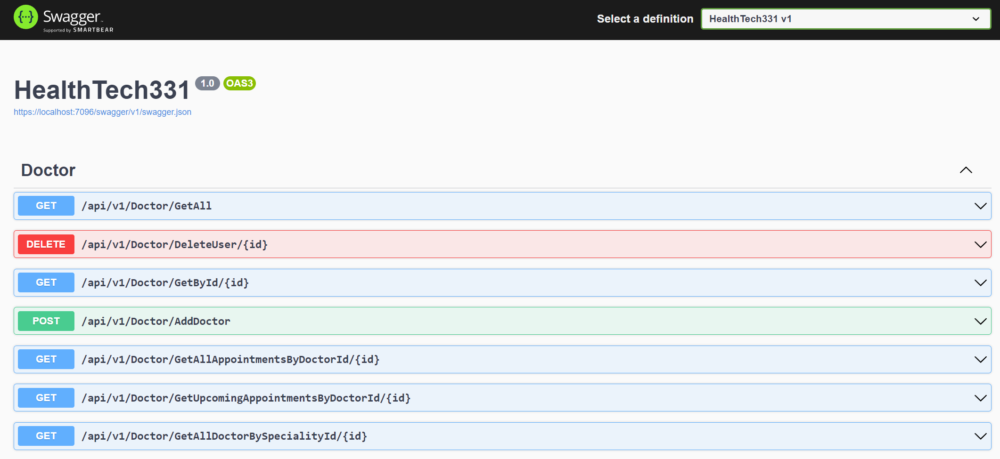 {···} Swagger™
Supported by SMARTBEAR
Select a definition
HealthTech331 v1
HealthTech331 1.0 OAS3
https://localhost:7096/swagger/v1/swagger.json
Doctor
GET /api/v1/Doctor/GetAll
DELETE /api/v1/Doctor/DeleteUser/{id}
GET /api/v1/Doctor/GetById/{id}
POST /api/v1/Doctor/AddDoctor
GET /api/v1/Doctor/GetAllAppointmentsByDoctorId/{id}
GET /api/v1/Doctor/GetUpcomingAppointmentsByDoctorId/{id}
GET /api/v1/Doctor/GetAllDoctorBySpecialityId/{id}